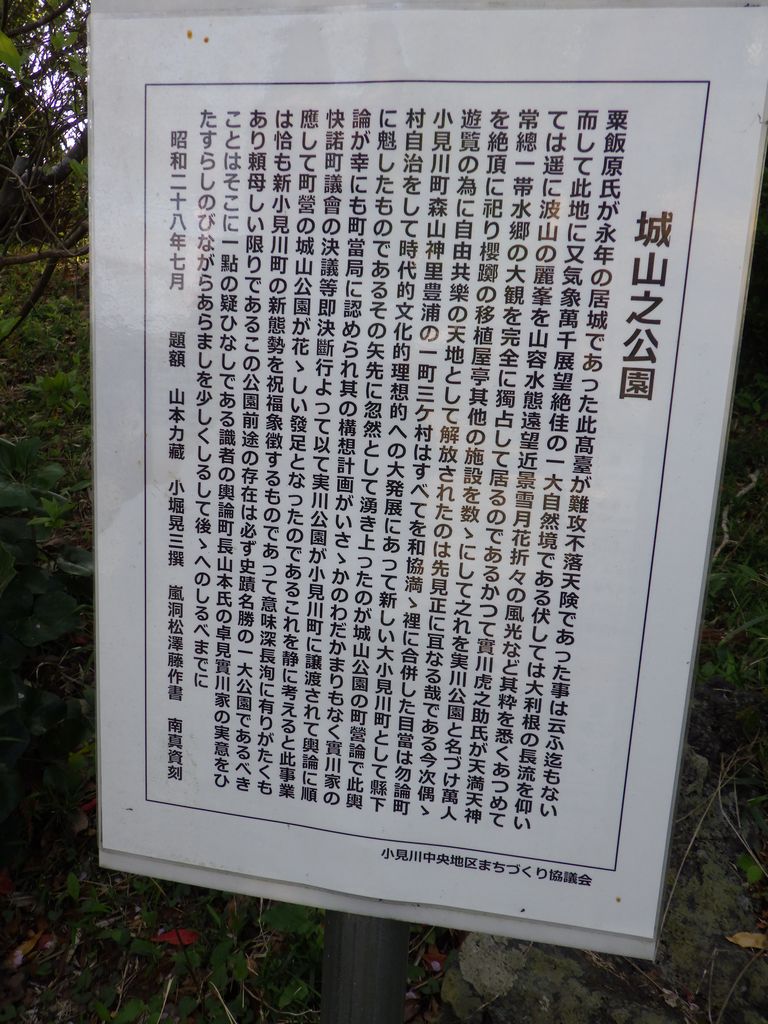 城山之公園
粟飯原氏が永年の居城であった此髙臺が難攻不落天険であった事は云ふ迄もない
而して此地に又気象萬千展望絶佳の一大自然境である伏しては大利根の長流を仰い
ては遥に波山の麗峯を山容水態遠望近景雪月花折々の風光など其粋を悉くあつめて
常總一帯水郷の大観を完全に獨占して居るのであるかつて實川虎之助氏が天満天神
を絶頂に祀り櫻躑の移植屋亭其他の施設を数ゝにして之れを実川公園と名づけ萬人
遊覧の為に自由共樂の天地として解放されたのは先見正に亘なる哉である今次偶ゝ
小見川町森山神里豊浦の一町三ケ村はすべてを和協満ゝ裡に合併した目當は勿論町
村自治をして時代的文化的理想的への大発展にあって新しい大小見川町として縣下
に魁したものであるその矢先に忽然として湧き上ったのが城山公園の町營論で此輿
論が幸にも町當局に認められ其の構想計画がいさゝかのわだかまりもなく實川家の
快諾町議會の決議等即決斷行よって以て実川公園が小見川町に譲渡されて輿論に順
應して町營の城山公園が花ゝしい發足となったのであるこれを静に考えると此事業
は恰も新小見川町の新態勢を祝福象徴するものであって意味深長洵に有りがたくも
あり頼母しい限りであるこの公園前途の存在は必ず史蹟名勝の一大公園であるべき
ことはそこに一點の疑ひなしである識者の輿論町長山本氏の卓見實川家の実意をひ
たすらしのびながらあらましを少しくしるして後ゝへのしるべまでに
昭和二十八年七月 題額 山本力藏 小堀晃三撰 嵐洞松澤藤作書 南真資刻
小見川中央地区まちづくり協議会